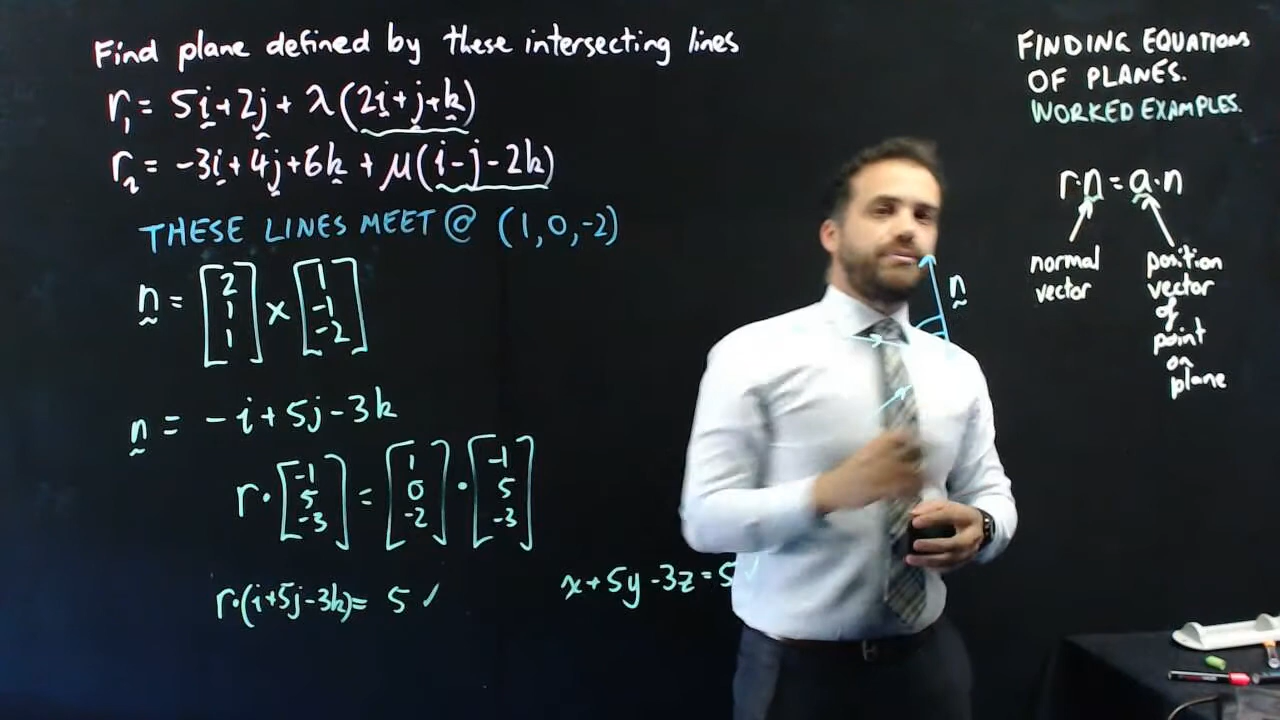 Find plane defined by these intersecting lines
r₁ = 5i + 2j + λ(2i + j + k)
r₂ = -3i + 4j + 6k + μ(i - j - 2k)
THESE LINES MEET @ (1, 0, -2)
n = [2 1 1] × [1 -1 -2]
n = -i + 5j - 3k
r · [-1 5 -3] = [1 0 -2] · [-1 5 -3]
r·(i+5j-3k) = 5 ✓
x + 5y - 3z = 5 ✓
n
FINDING EQUATIONS
OF PLANES.
WORKED EXAMPLES.
r·n = a·n
normal
vector
position
vector
of
point
on
plane